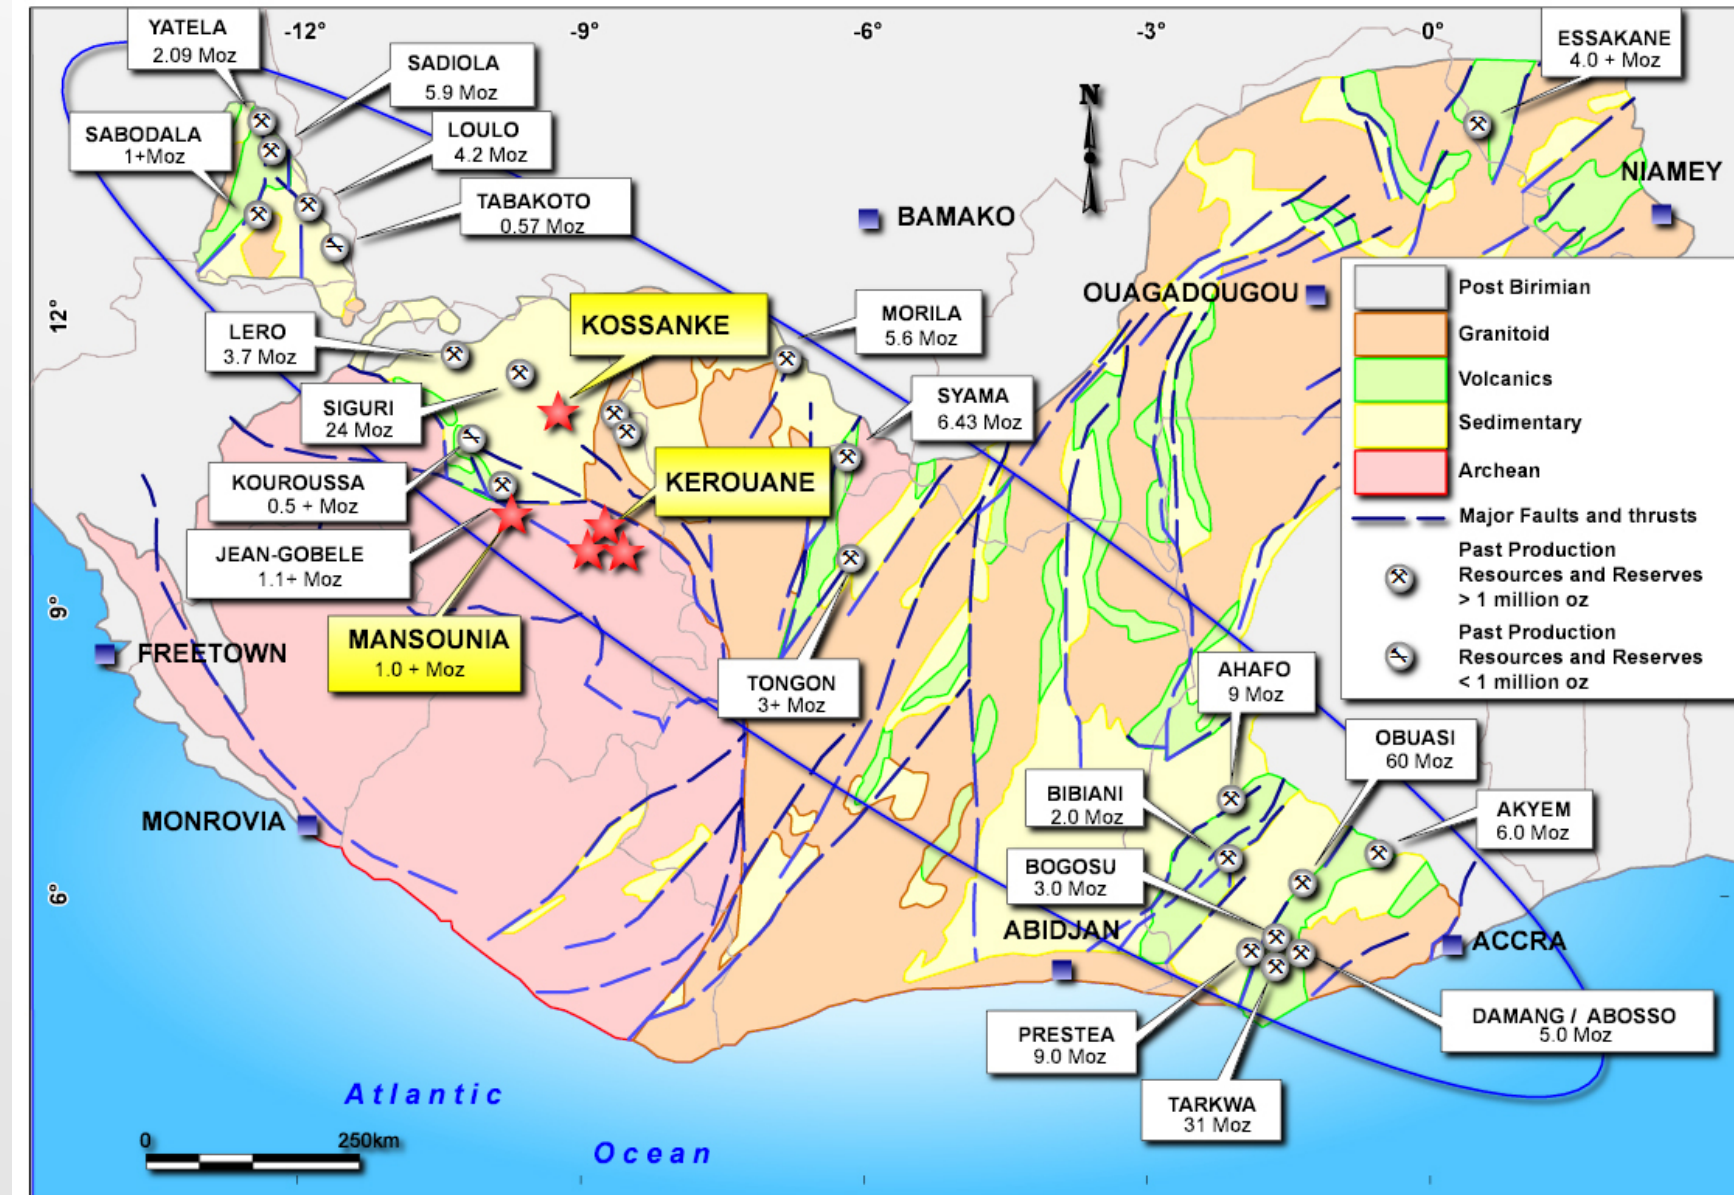 -12°
-9°
-6°
-3°
0°
YATELA
2.09 Moz
SADIOLA
5.9 Moz
ESSAKANE
4.0 + Moz
SABODALA
1+Moz
LOULO
4.2 Moz
TABAKOTO
0.57 Moz
N
NIAMEY
BAMAKO
OUAGADOUGOU
12°
LERO
3.7 Moz
KOSSANKE
MORILA
5.6 Moz
SIGURI
24 Moz
SYAMA
6.43 Moz
KOUROUSSA
0.5 + Moz
KEROUANE
JEAN-GOBELE
1.1+ Moz
9°
MANSOUNIA
1.0 + Moz
FREETOWN
TONGON
3+ Moz
AHAFO
9 Moz
OBUASI
60 Moz
BIBIANI
2.0 Moz
AKYEM
6.0 Moz
MONROVIA
BOGOSU
3.0 Moz
6°
ABIDJAN
ACCRA
PRESTEA
9.0 Moz
DAMANG / ABOSSO
5.0 Moz
TARKWA
31 Moz
Atlantic
Ocean
0
250km
Post Birimian
Granitoid
Volcanics
Sedimentary
Archean
Major Faults and thrusts
Past Production
Resources and Reserves
> 1 million oz
Past Production
Resources and Reserves
< 1 million oz